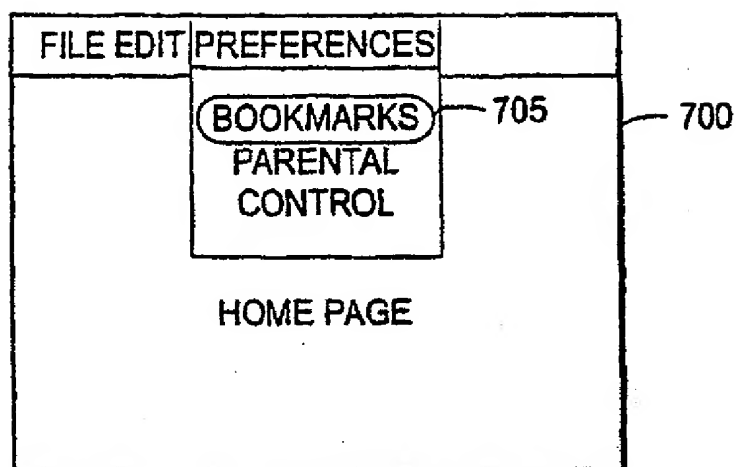 FILE EDIT PREFERENCES
BOOKMARKS 705
700
PARENTAL
CONTROL
HOME PAGE